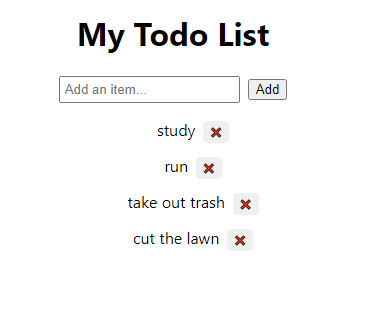 My Todo List
Add an item... Add
study
run
take out trash
cut the lawn